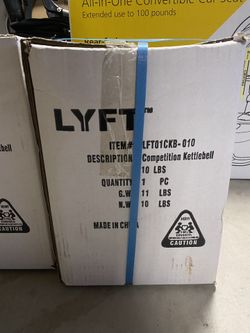 All-in-One Convertible Car Seat
Extended use to 100 pounds
LYFT™
ITEM# LFT01CKB-010
DESCRIPTION Competition Kettlebell
10 LBS
QUANTITY 1 PC
G.W 11 LBS
N.W 10 LBS
MADE IN CHINA
CAUTION
CAUTION